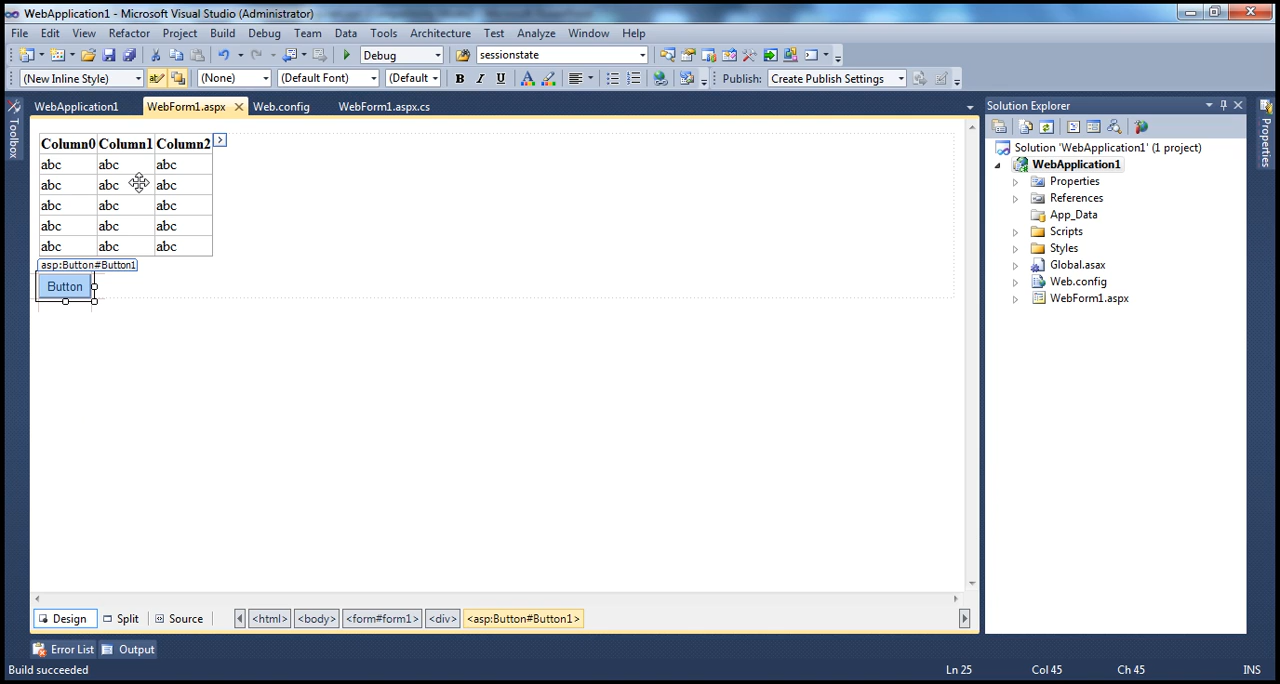 WebApplication1 - Microsoft Visual Studio (Administrator)
File Edit View Refactor Project Build Debug Team Data Tools Architecture Test Analyze Window Help
Debug sessionstate
(New Inline Style) (None) (Default Font) (Default B I U Publish: Create Publish Settings
WebApplication1 WebForm1.aspx Web.config WebForm1.aspx.cs
Solution Explorer
Toolbox
Properties
Column0 Column1 Column2
abc abc abc
abc abc abc
abc abc abc
abc abc abc
abc abc abc
asp:Button#Button1
Button
Solution 'WebApplication1' (1 project)
WebApplication1
Properties
References
App_Data
Scripts
Styles
Global.asax
Web.config
WebForm1.aspx
Design Split Source <html> <body> <form#form1> <div> <asp:Button#Button1>
Error List Output
Build succeeded Ln 25 Col 45 Ch 45 INS